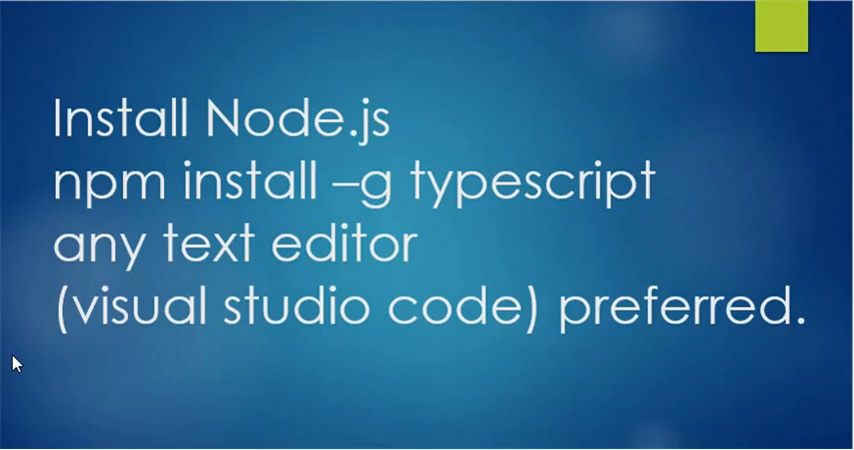 Install Node.js
npm install –g typescript
any text editor
(visual studio code) preferred.